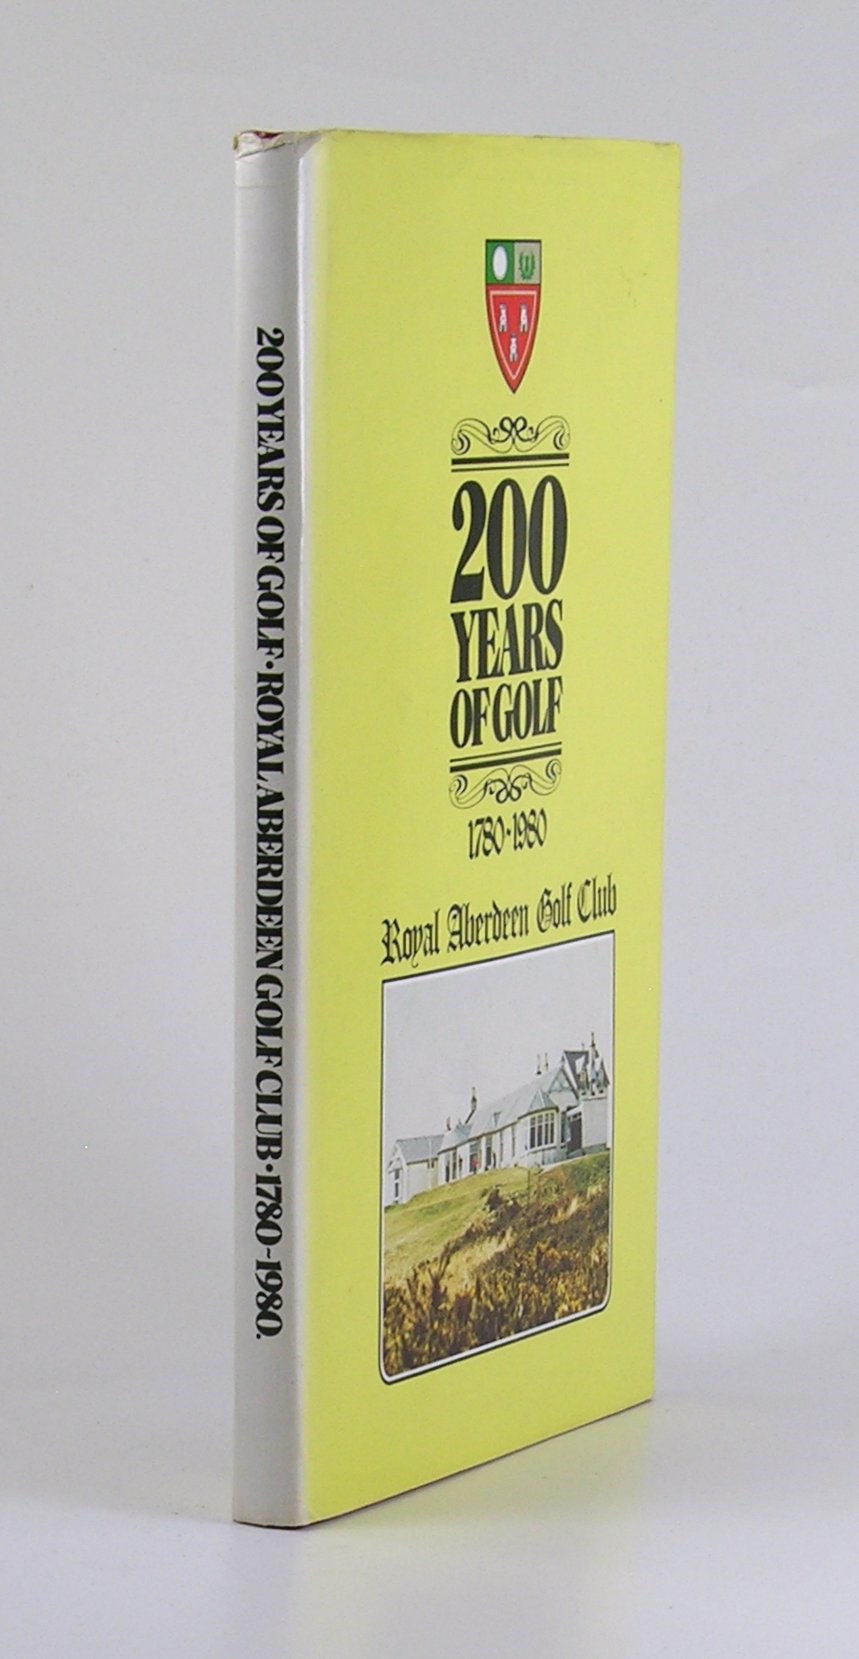 200 YEARS OF GOLF · ROYAL ABERDEEN GOLF CLUB · 1780-1980.
200
YEARS
OF GOLF
1780·1980
Royal Aberdeen Golf Club